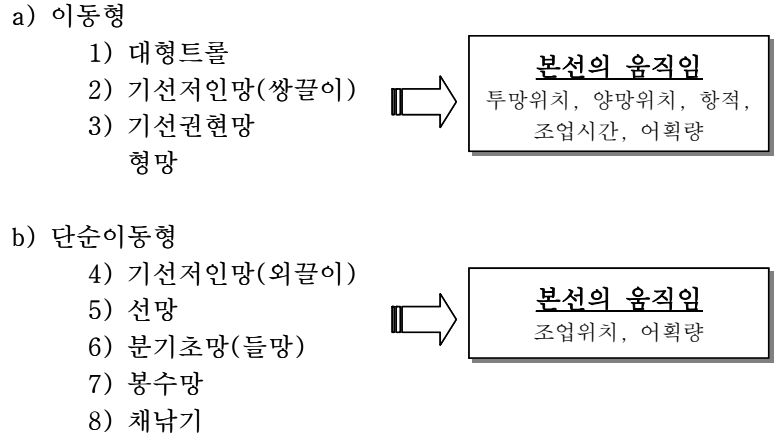 a) 이동형
1) 대형트롤
2) 기선저인망(쌍끌이)
3) 기선권현망
형망
본선의 움직임
투망위치, 양망위치, 항적,
조업시간, 어획량
b) 단순이동형
4) 기선저인망(외끌이)
5) 선망
6) 분기초망(들망)
7) 봉수망
8) 채낚기
본선의 움직임
조업위치, 어획량